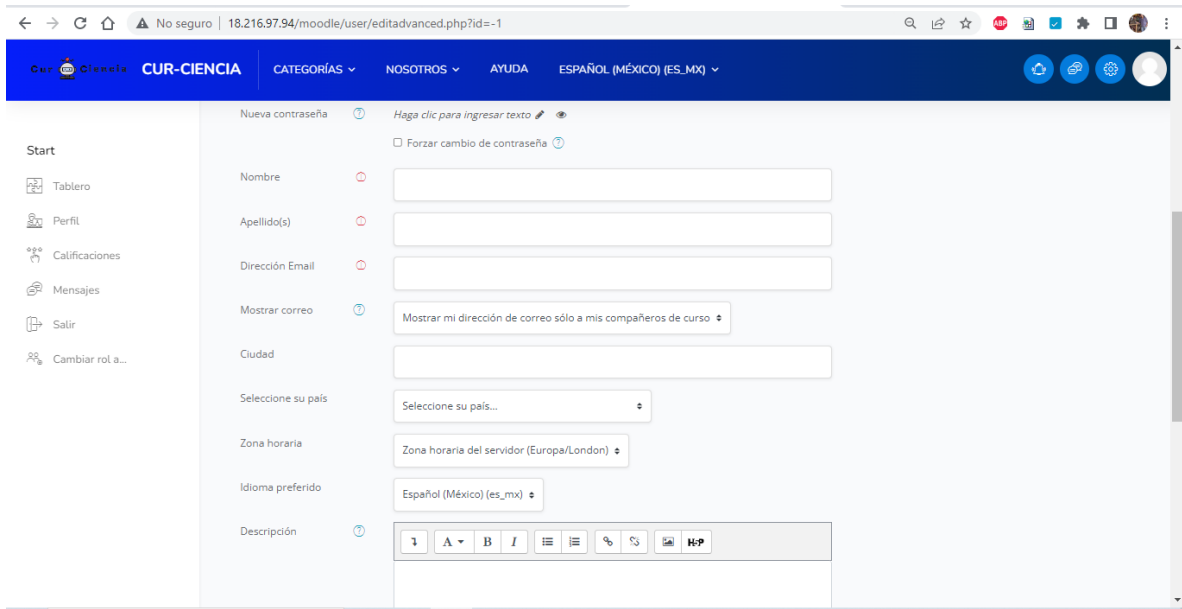 No seguro | 18.216.97.94/moodle/user/editadvanced.php?id=-1
ABP
Cur Ciencia CUR-CIENCIA CATEGORÍAS NOSOTROS AYUDA ESPAÑOL (MÉXICO) (ES_MX)
Nueva contraseña Haga clic para ingresar texto
Forzar cambio de contraseña
Start
Tablero
Perfil
Calificaciones
Mensajes
Salir
Cambiar rol a...
Nombre
Apellido(s)
Dirección Email
Mostrar correo Mostrar mi dirección de correo sólo a mis compañeros de curso
Ciudad
Seleccione su país Seleccione su país...
Zona horaria Zona horaria del servidor (Europa/London)
Idioma preferido Español (México) (es_mx)
Descripción
A B I H5P